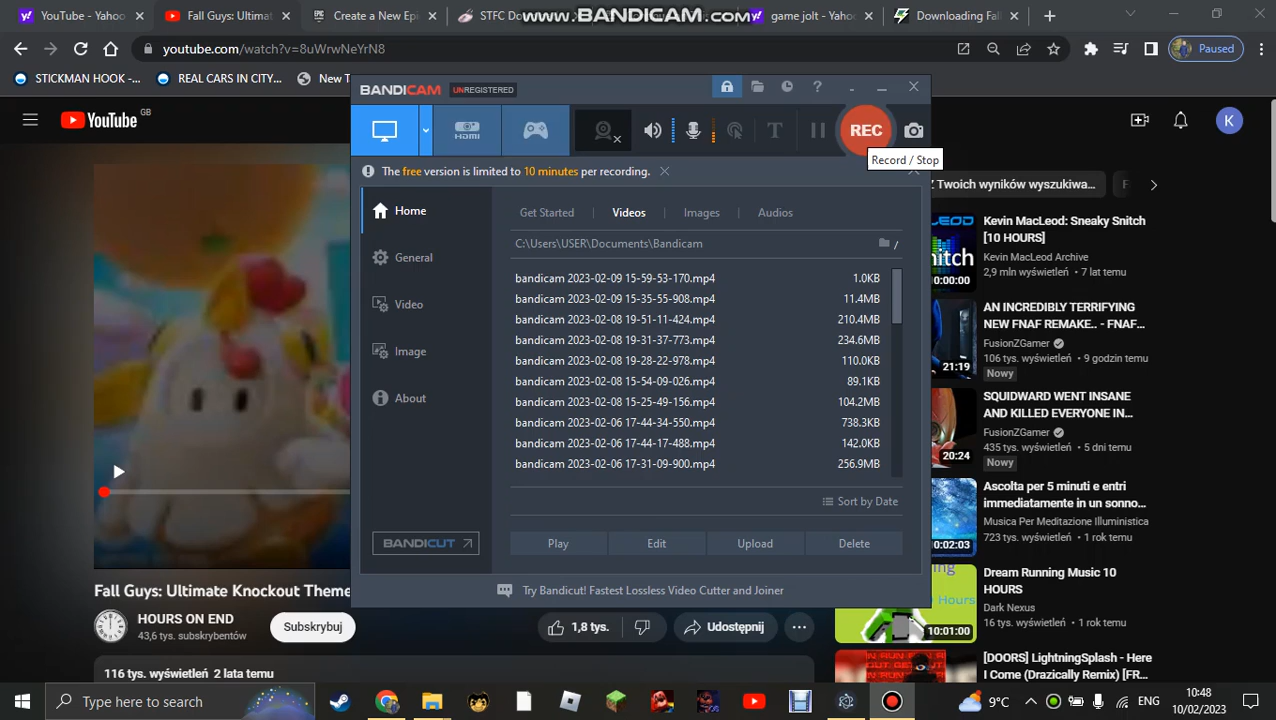 Yahoo
Fall Guys: Ultima
Create a New Epi
STFC Do
www.BANDICAM.com
game jolt - Yahoo
Downloading Fall
youtube.com/watch?v=8uWrwNeYrN8
Paused
STICKMAN HOOK -...
REAL CARS IN CITY...
New T
BANDICAM UNREGISTERED
YouTube GB
K
HDMI
T
REC
Record / Stop
The free version is limited to 10 minutes per recording.
Z Twoich wyników wyszukiwa...
Home
General
Video
Image
About
Get Started
Videos
Images
Audios
C:\Users\USER\Documents\Bandicam
/
bandicam 2023-02-09 15-59-53-170.mp4 1.0KB
bandicam 2023-02-09 15-35-55-908.mp4 11.4MB
bandicam 2023-02-08 19-51-11-424.mp4 210.4MB
bandicam 2023-02-08 19-31-37-773.mp4 234.6MB
bandicam 2023-02-08 19-28-22-978.mp4 110.0KB
bandicam 2023-02-08 15-54-09-026.mp4 89.1KB
bandicam 2023-02-08 15-25-49-156.mp4 104.2MB
bandicam 2023-02-06 17-44-34-550.mp4 738.3KB
bandicam 2023-02-06 17-44-17-488.mp4 142.0KB
bandicam 2023-02-06 17-31-09-900.mp4 256.9MB
Sort by Date
BANDICUT
Play
Edit
Upload
Delete
Try Bandicut! Fastest Lossless Video Cutter and Joiner
Kevin MacLeod: Sneaky Snitch
[10 HOURS]
Kevin MacLeod Archive
2,9 mln wyświetleń • 7 lat temu
10:00:00
AN INCREDIBLY TERRIFYING
NEW FNAF REMAKE.. - FNAF...
FusionZGamer
106 tys. wyświetleń • 9 godzin temu
Nowy
21:19
SQUIDWARD WENT INSANE
AND KILLED EVERYONE IN...
FusionZGamer
435 tys. wyświetleń • 5 dni temu
Nowy
20:24
Ascolta per 5 minuti e entri
immediatamente in un sonno...
Musica Per Meditazione Illuministica
723 tys. wyświetleń • 1 rok temu
10:02:03
Dream Running Music 10
HOURS
Dark Nexus
16 tys. wyświetleń • 1 rok temu
10:01:00
[DOORS] LightningSplash - Here
I Come (Drazically Remix) [FR...
Fall Guys: Ultimate Knockout Theme
HOURS ON END
43,6 tys. subskrybentów
Subskrybuj
1,8 tys.
Udostępnij
116 tys. wyświetleń 2 lata temu
Type here to search
9°C
ENG
10:48
10/02/2023